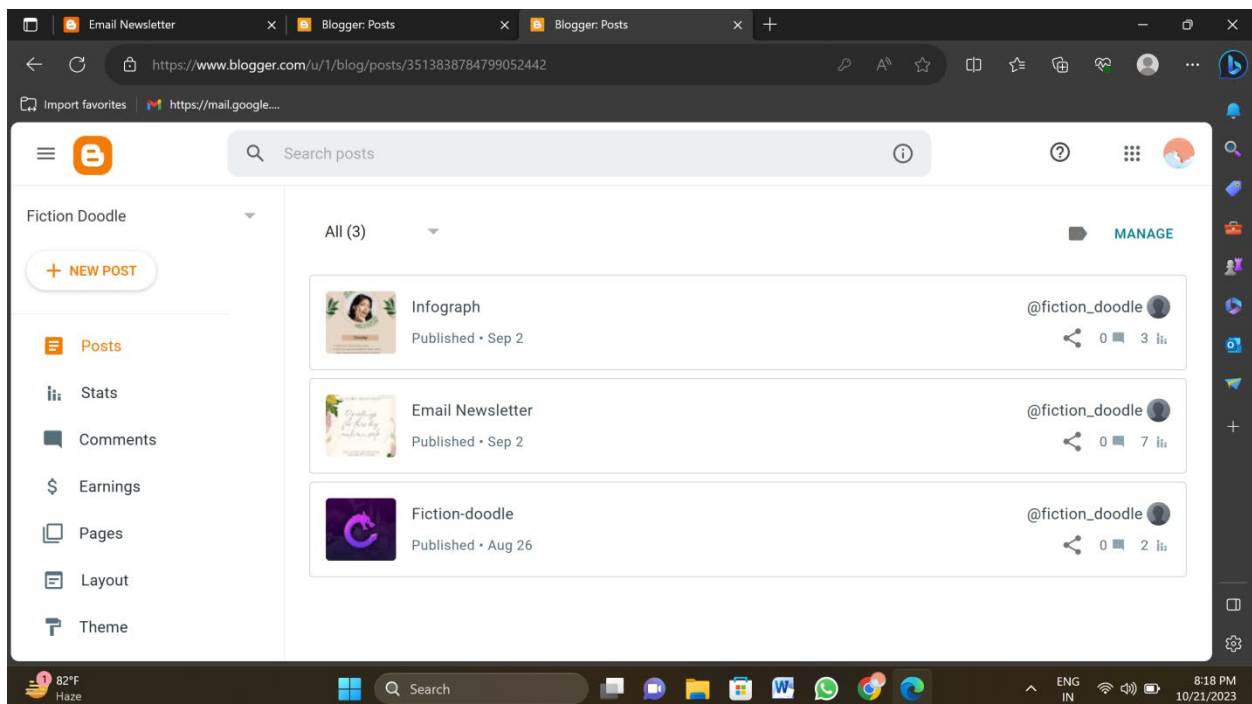 Email Newsletter
Blogger: Posts
Blogger: Posts
https://www.blogger.com/u/1/blog/posts/3513838784799052442
Import favorites
https://mail.google....
Search posts
Fiction Doodle
All (3)
MANAGE
+ NEW POST
Infograph
@fiction_doodle
Published • Sep 2
0 3
Posts
Stats
Email Newsletter
@fiction_doodle
Published • Sep 2
0 7
Comments
Earnings
Fiction-doodle
@fiction_doodle
Published • Aug 26
0 2
Pages
Layout
Theme
1
82°F
Haze
Search
ENG
IN
8:18 PM
10/21/2023